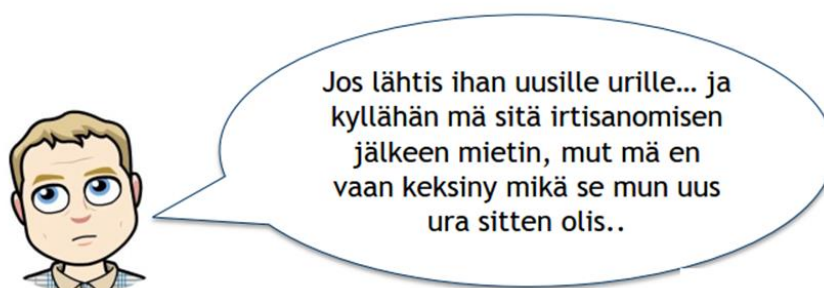 Jos lähtis ihan uusille urille... ja
kyllähän mä sitä irtisanomisen
jälkeen mietin, mut mä en
vaan keksiny mikä se mun uus
ura sitten olis..